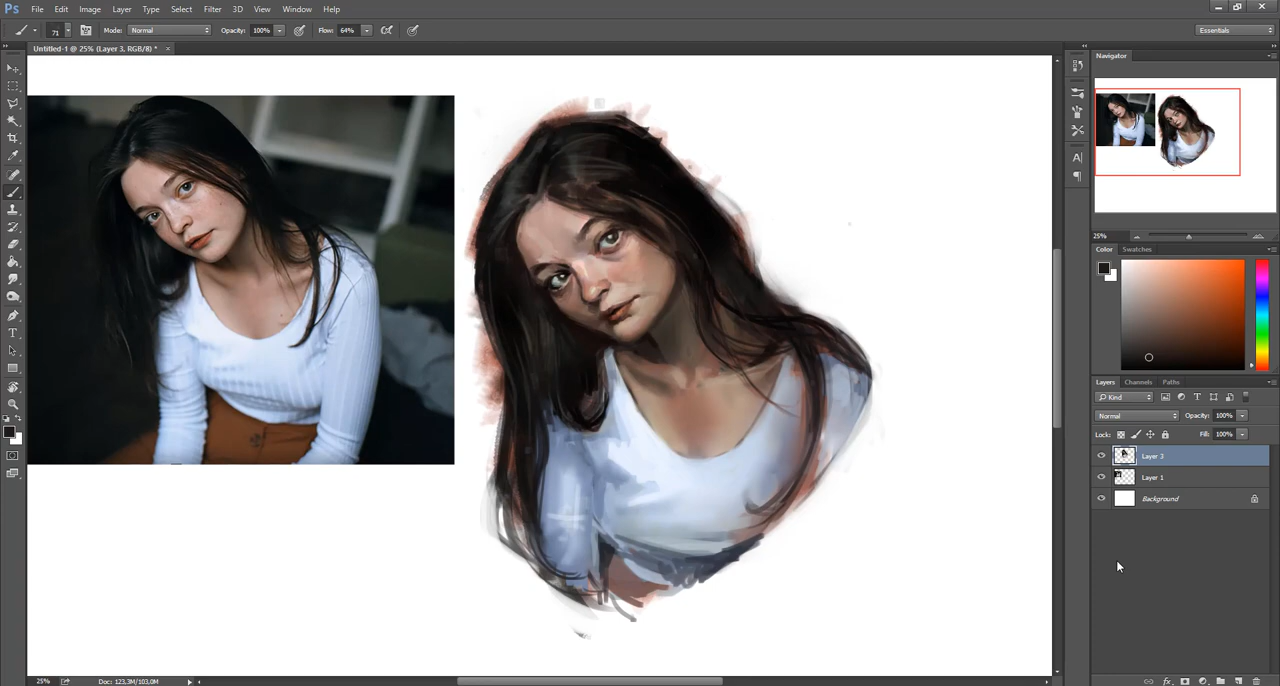 Ps File Edit Image Layer Type Select Filter 3D View Window Help
71 Mode: Normal Opacity: 100% Flow: 64% Essentials
Untitled-1 @ 25% (Layer 3, RGB/8) * ×
Navigator
25%
Color Swatches
Layers Channels Paths
Kind
Normal Opacity: 100%
Lock: Fill: 100%
Layer 3
Layer 1
Background
25% Doc: 123,3M/103,0M